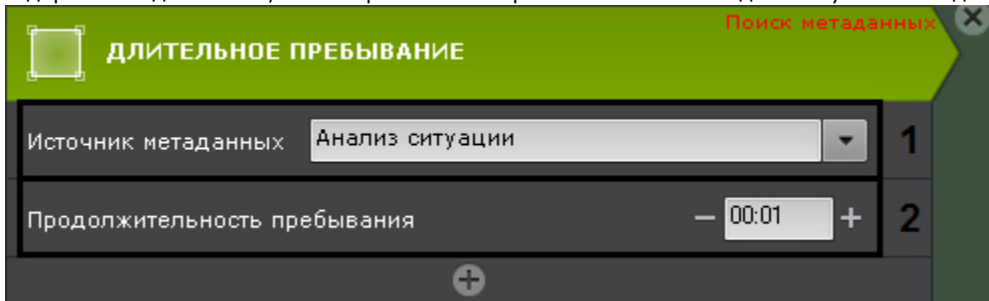 Поиск метаданных
ДЛИТЕЛЬНОЕ ПРЕБЫВАНИЕ
Источник метаданных Анализ ситуации 1
Продолжительность пребывания – 00:01 + 2